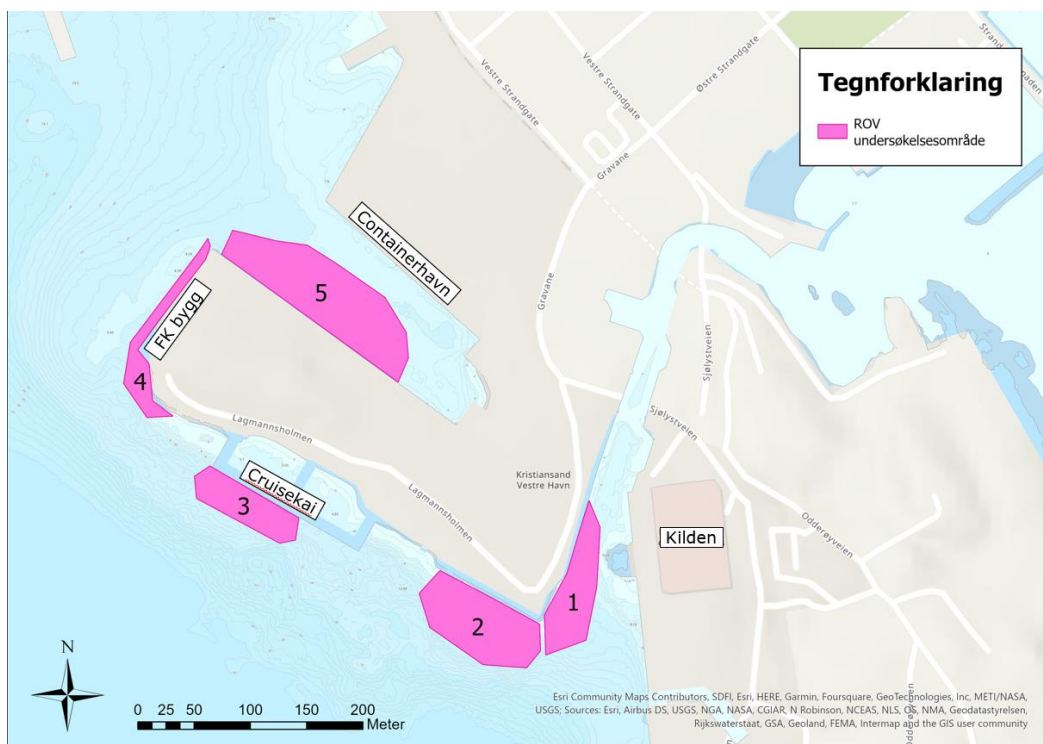 Tegnforklaring
ROV
undersøkelsesområde
Vestre Strandgate
Vestre Strandgate
Østre Strandgate
Gravane
Containerhavn
5
FK bygg
4
Gravane
Sjølystveien
Sjølystveien
Lagmannsholmen
Cruisekai
3
Kristiansand
Vestre Havn
Lagmannsholmen
Kilden
Odderøyveien
1
2
N
0 25 50 100 150 200
Meter
Esri Community Maps Contributors, SDFI, Esri, HERE, Garmin, Foursquare, GeoTechnologies, Inc, METI/NASA,
USGS; Sources: Esri, Airbus DS, USGS, NGA, NASA, CGIAR, N Robinson, NCEAS, NLS, OS, NMA, Geodatastyrelsen,
Rijkswaterstaat, GSA, Geoland, FEMA, Intermap and the GIS user community